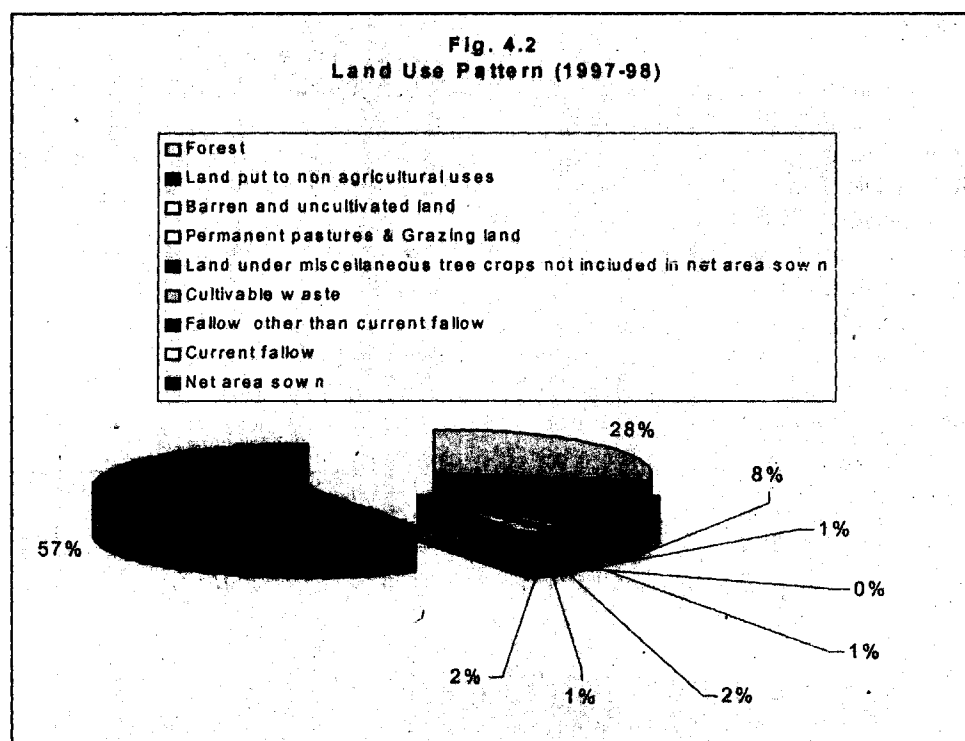 Fig. 4.2
Land Use Pattern (1997-98)
Forest
Land put to non agricultural uses
Barren and uncultivated land
Permanent pastures & Grazing land
Land under miscellaneous tree crops not included in net area sown
Cultivable waste
Fallow other than current fallow
Current fallow
Net area sown
28%
8%
1%
0%
1%
2%
1%
2%
57%